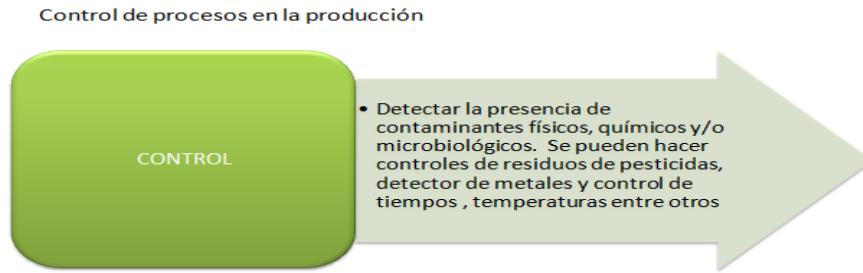 Control de procesos en la producción
CONTROL
• Detectar la presencia de
contaminantes físicos, químicos y/o
microbiológicos. Se pueden hacer
controles de residuos de pesticidas,
detector de metales y control de
tiempos , temperaturas entre otros